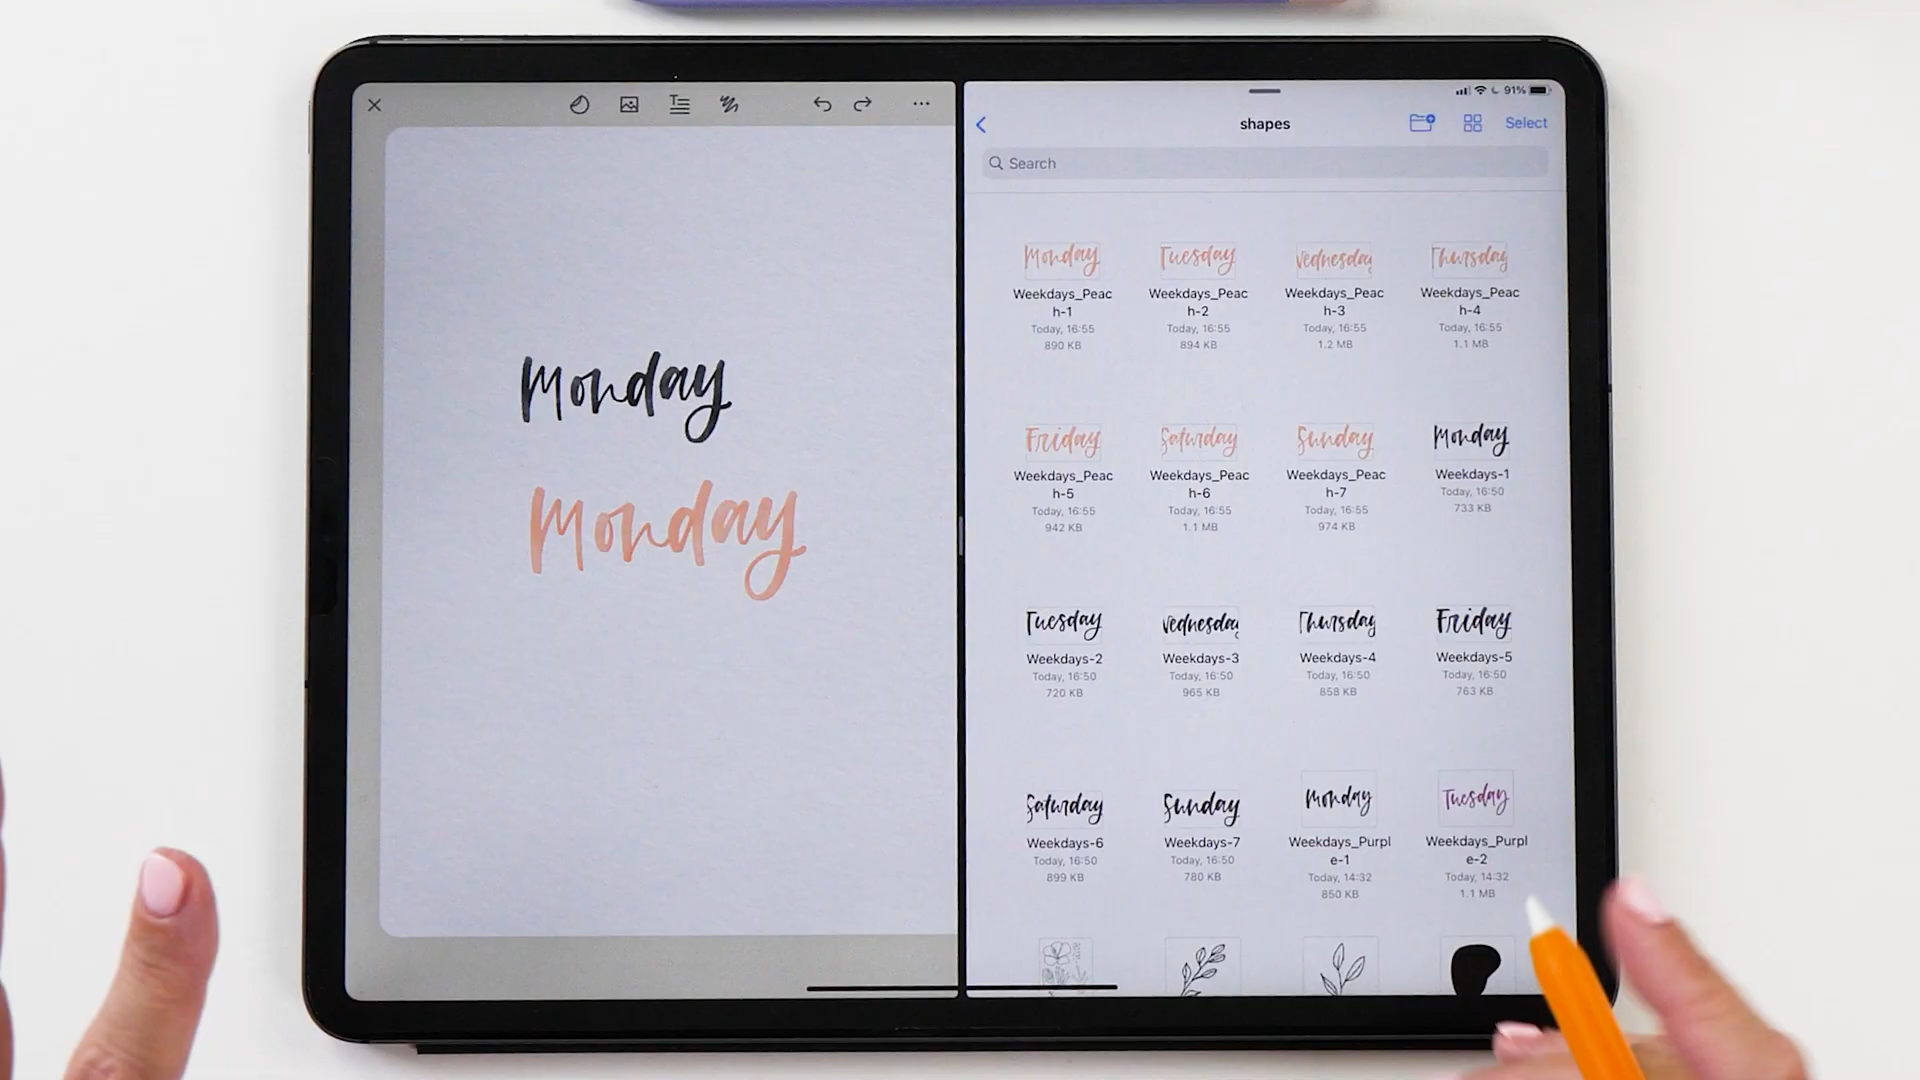 91%
shapes
Select
Search
Monday
Monday
Monday Tuesday Wednesday Thursday
Weekdays_Peac Weekdays_Peac Weekdays_Peac Weekdays_Peac
h-1 h-2 h-3 h-4
Today, 16:55 Today, 16:55 Today, 16:55 Today, 16:55
890 KB 894 KB 1.2 MB 1.1 MB
Friday Saturday Sunday Monday
Weekdays_Peac Weekdays_Peac Weekdays_Peac Weekdays-1
h-5 h-6 h-7 Today, 16:50
Today, 16:55 Today, 16:55 Today, 16:55 733 KB
942 KB 1.1 MB 974 KB
Tuesday Wednesday Thursday Friday
Weekdays-2 Weekdays-3 Weekdays-4 Weekdays-5
Today, 16:50 Today, 16:50 Today, 16:50 Today, 16:50
720 KB 965 KB 858 KB 763 KB
Saturday Sunday Monday Tuesday
Weekdays-6 Weekdays-7 Weekdays_Purpl Weekdays_Purpl
Today, 16:50 Today, 16:50 e-1 e-2
899 KB 780 KB Today, 14:32 Today, 14:32
850 KB 1.1 MB